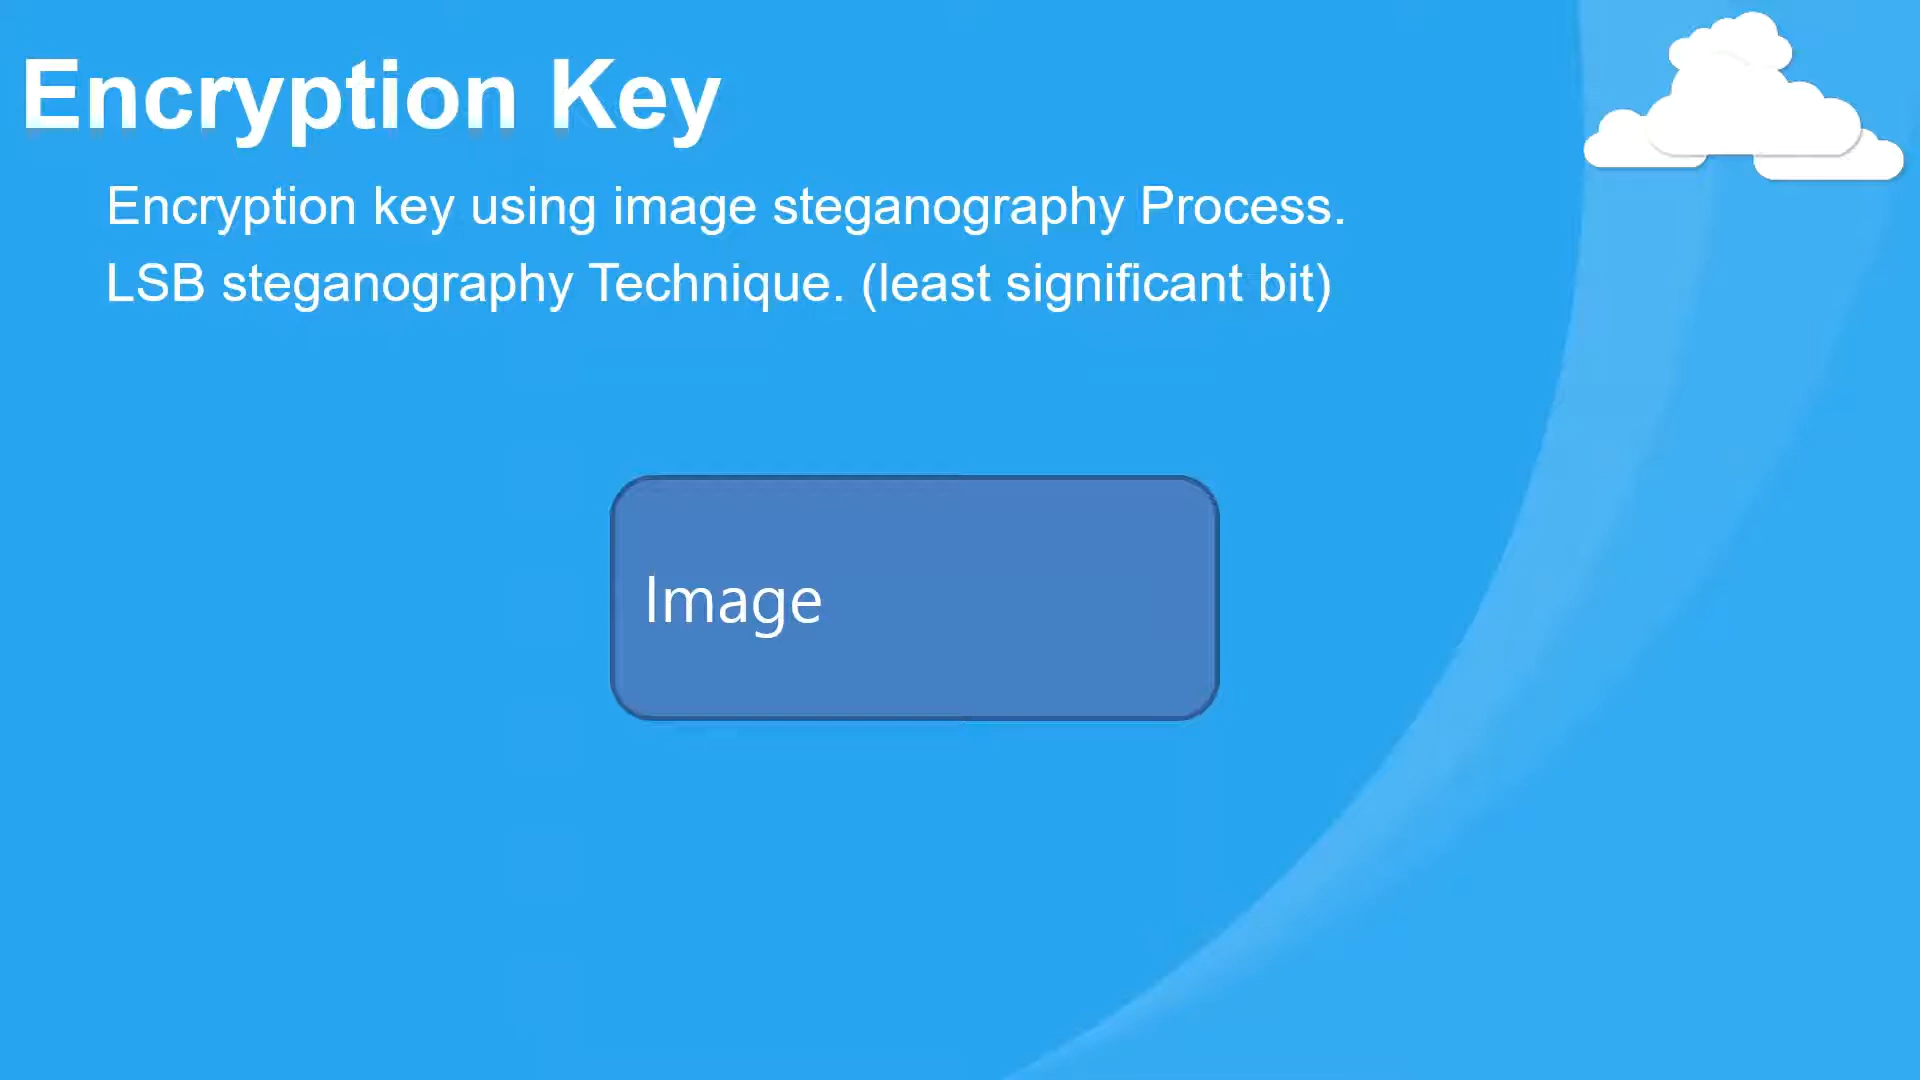 Encryption Key
Encryption key using image steganography Process.
LSB steganography Technique. (least significant bit)
Image